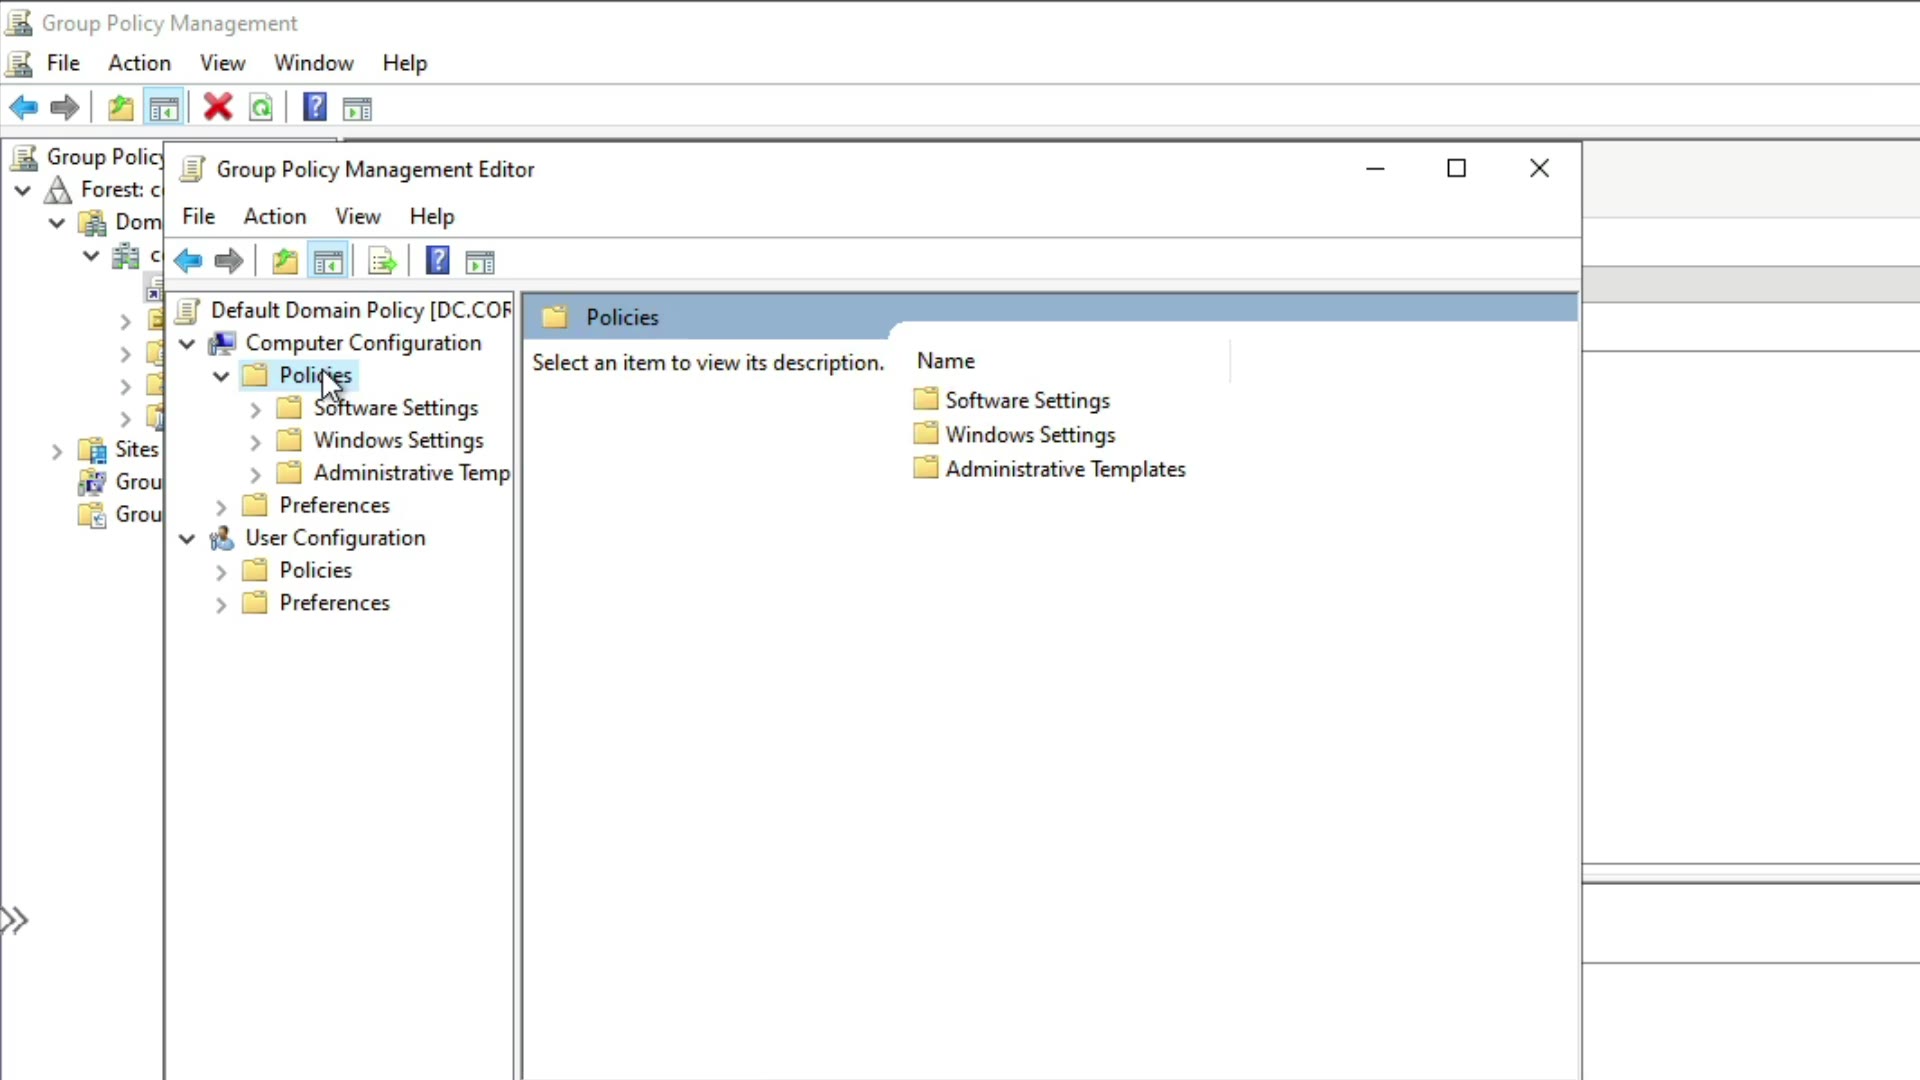 Group Policy Management
File Action View Window Help
Group Policy
Forest: c
Dom
c
Sites
Grou
Grou
Group Policy Management Editor
File Action View Help
Default Domain Policy [DC.COR
Computer Configuration
Policies
Software Settings
Windows Settings
Administrative Temp
Preferences
User Configuration
Policies
Preferences
Policies
Select an item to view its description.
Name
Software Settings
Windows Settings
Administrative Templates